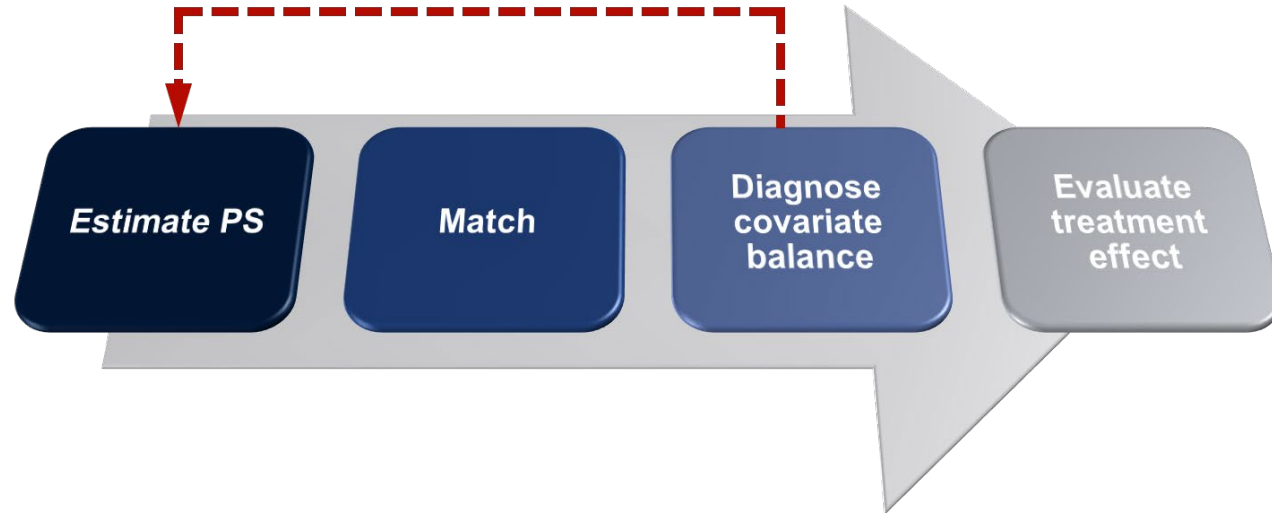 Estimate PS
Match
Diagnose
covariate
balance
Evaluate
treatment
effect